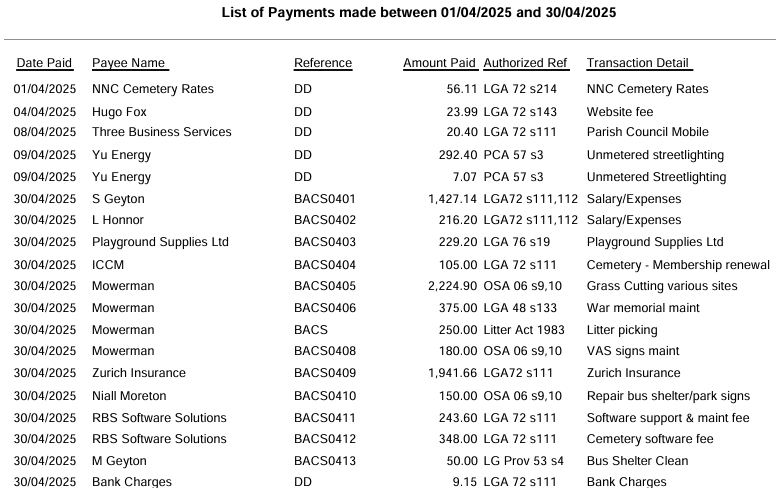 List of Payments made between 01/04/2025 and 30/04/2025
Date Paid Payee Name Reference Amount Paid Authorized Ref Transaction Detail
01/04/2025 NNC Cemetery Rates DD 56.11 LGA 72 s214 NNC Cemetery Rates
04/04/2025 Hugo Fox DD 23.99 LGA 72 s143 Website fee
08/04/2025 Three Business Services DD 20.40 LGA 72 s111 Parish Council Mobile
09/04/2025 Yu Energy DD 292.40 PCA 57 s3 Unmetered streetlighting
09/04/2025 Yu Energy DD 7.07 PCA 57 s3 Unmetered Streetlighting
30/04/2025 S Geyton BACS0401 1,427.14 LGA72 s111,112 Salary/Expenses
30/04/2025 L Honnor BACS0402 216.20 LGA72 s111,112 Salary/Expenses
30/04/2025 Playground Supplies Ltd BACS0403 229.20 LGA 76 s19 Playground Supplies Ltd
30/04/2025 ICCM BACS0404 105.00 LGA 72 s111 Cemetery - Membership renewal
30/04/2025 Mowerman BACS0405 2,224.90 OSA 06 s9,10 Grass Cutting various sites
30/04/2025 Mowerman BACS0406 375.00 LGA 48 s133 War memorial maint
30/04/2025 Mowerman BACS 250.00 Litter Act 1983 Litter picking
30/04/2025 Mowerman BACS0408 180.00 OSA 06 s9,10 VAS signs maint
30/04/2025 Zurich Insurance BACS0409 1,941.66 LGA72 s111 Zurich Insurance
30/04/2025 Niall Moreton BACS0410 150.00 OSA 06 s9,10 Repair bus shelter/park signs
30/04/2025 RBS Software Solutions BACS0411 243.60 LGA 72 s111 Software support & maint fee
30/04/2025 RBS Software Solutions BACS0412 348.00 LGA 72 s111 Cemetery software fee
30/04/2025 M Geyton BACS0413 50.00 LG Prov 53 s4 Bus Shelter Clean
30/04/2025 Bank Charges DD 9.15 LGA 72 s111 Bank Charges